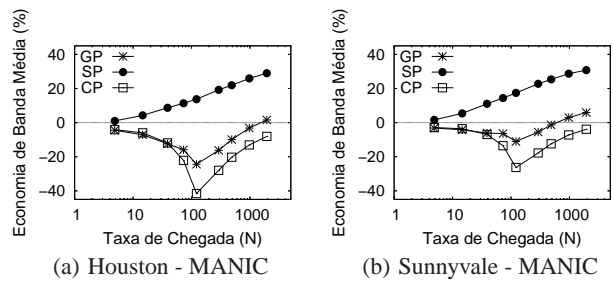 Economia de Banda Média (%)
40
20
0
−20
−40
GP
SP
CP
1
10
100
1000
Taxa de Chegada (N)
(a) Houston - MANIC
Economia de Banda Média (%)
40
20
0
−20
−40
GP
SP
CP
1
10
100
1000
Taxa de Chegada (N)
(b) Sunnyvale - MANIC